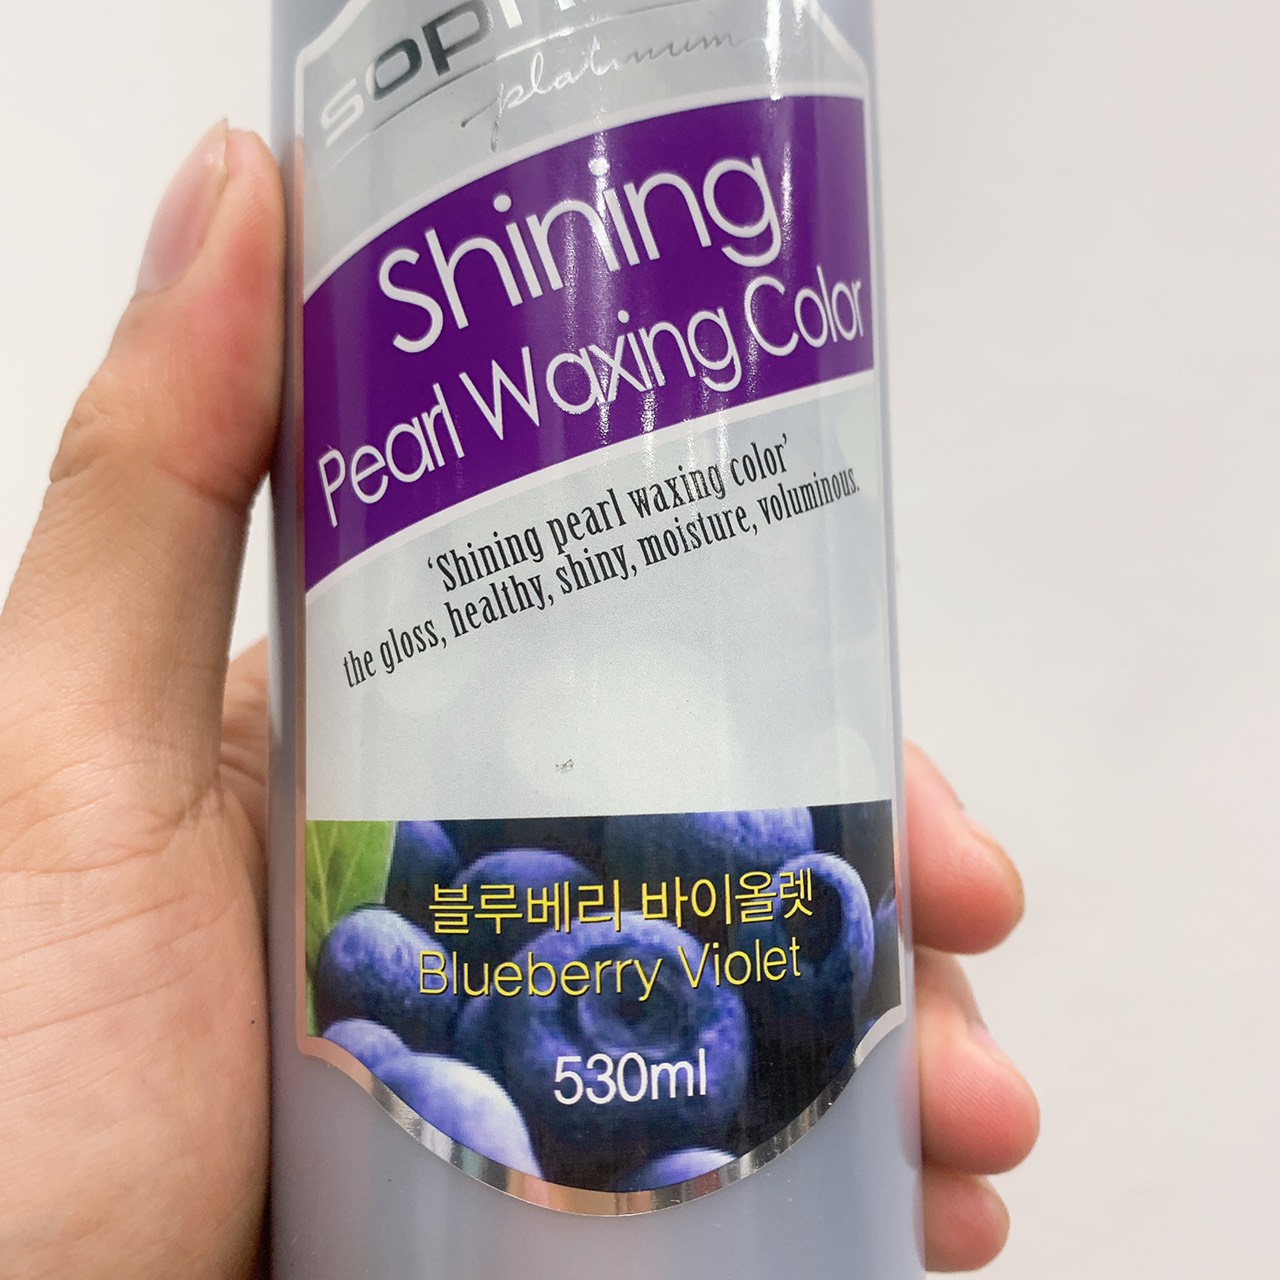 platinum
Shining
Pearl Waxing Color
‘Shining pearl waxing color’
the gloss, healthy, shiny, moisture, voluminous.
블루베리 바이올렛
Blueberry Violet
530ml